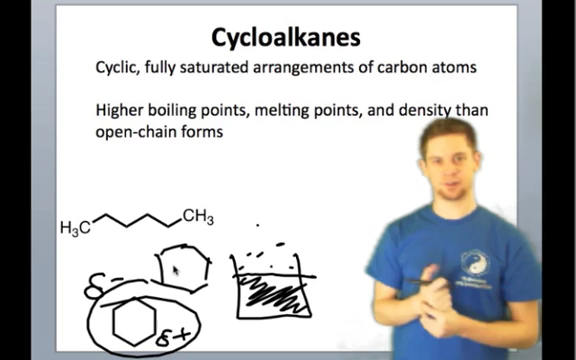 Cycloalkanes
Cyclic, fully saturated arrangements of carbon atoms
Higher boiling points, melting points, and density than
open-chain forms
H₃C CH₃
δ-
δ+